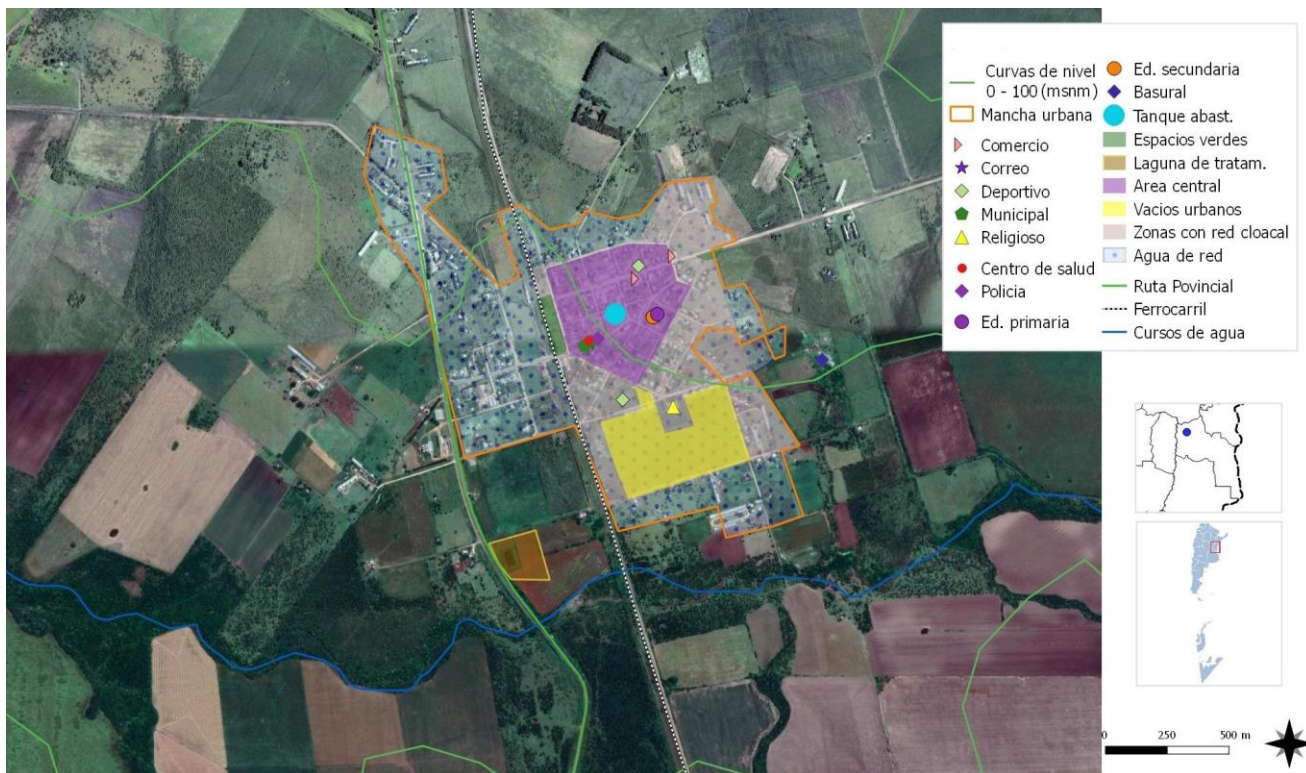 Curvas de nivel
0 - 100 (msnm)
Mancha urbana
Comercio
Correo
Deportivo
Municipal
Religioso
Centro de salud
Policia
Ed. primaria
Ed. secundaria
Basural
Tanque abast.
Espacios verdes
Laguna de tratam.
Area central
Vacios urbanos
Zonas con red cloacal
Agua de red
Ruta Povincial
Ferrocarril
Cursos de agua
0 250 500 m